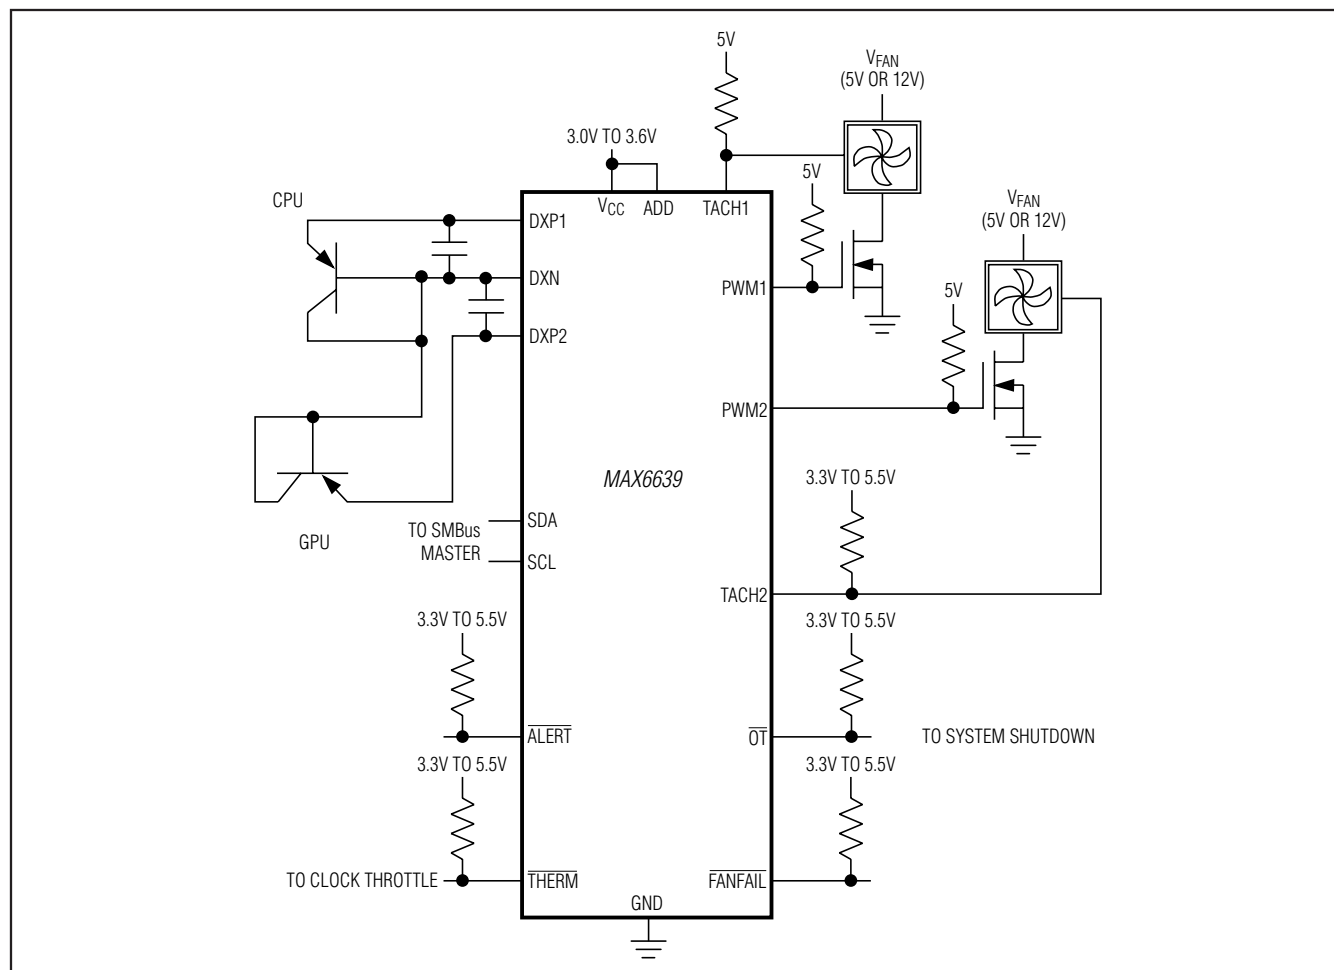 5V
VFAN
(5V OR 12V)
3.0V TO 3.6V
5V
CPU
VCC
ADD
TACH1
VFAN
(5V OR 12V)
DXP1
DXN
PWM1
5V
DXP2
PWM2
MAX6639
3.3V TO 5.5V
SDA
TO SMBus
MASTER
GPU
SCL
TACH2
3.3V TO 5.5V
3.3V TO 5.5V
ALERT
OT
TO SYSTEM SHUTDOWN
3.3V TO 5.5V
3.3V TO 5.5V
TO CLOCK THROTTLE
THERM
FANFAIL
GND